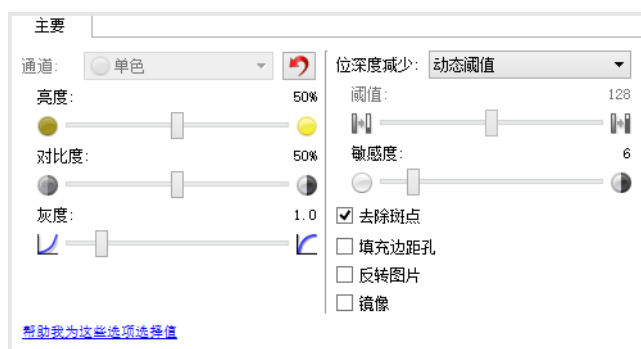 主要
通道: 单色
亮度: 50%
对比度: 50%
灰度: 1.0
帮助我为这些选项选择值
位深度减少: 动态阈值
阈值: 128
敏感度: 6
去除斑点
填充边距孔
反转图片
镜像